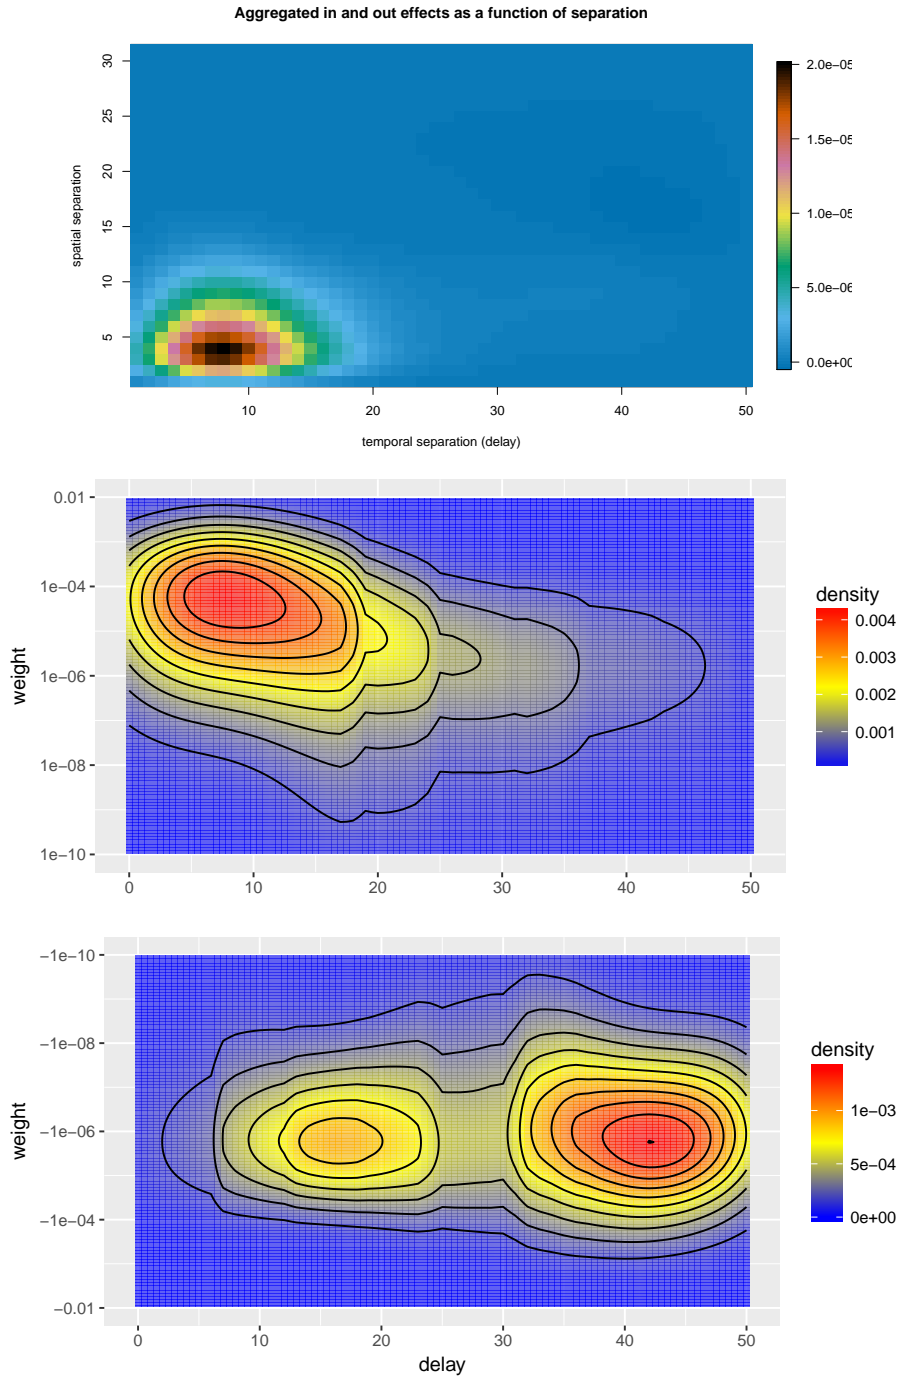 Aggregated in and out effects as a function of separation
30
25
20
15
10
5
spatial separation
10 20 30 40 50
temporal separation (delay)
2.0e−05
1.5e−05
1.0e−05
5.0e−06
0.0e+00
0.01
1e−04
1e−06
1e−08
1e−10
weight
0 10 20 30 40 50
density
0.004
0.003
0.002
0.001
−1e−10
−1e−08
−1e−06
−1e−04
−0.01
weight
0 10 20 30 40 50
delay
density
1e−03
5e−04
0e+00